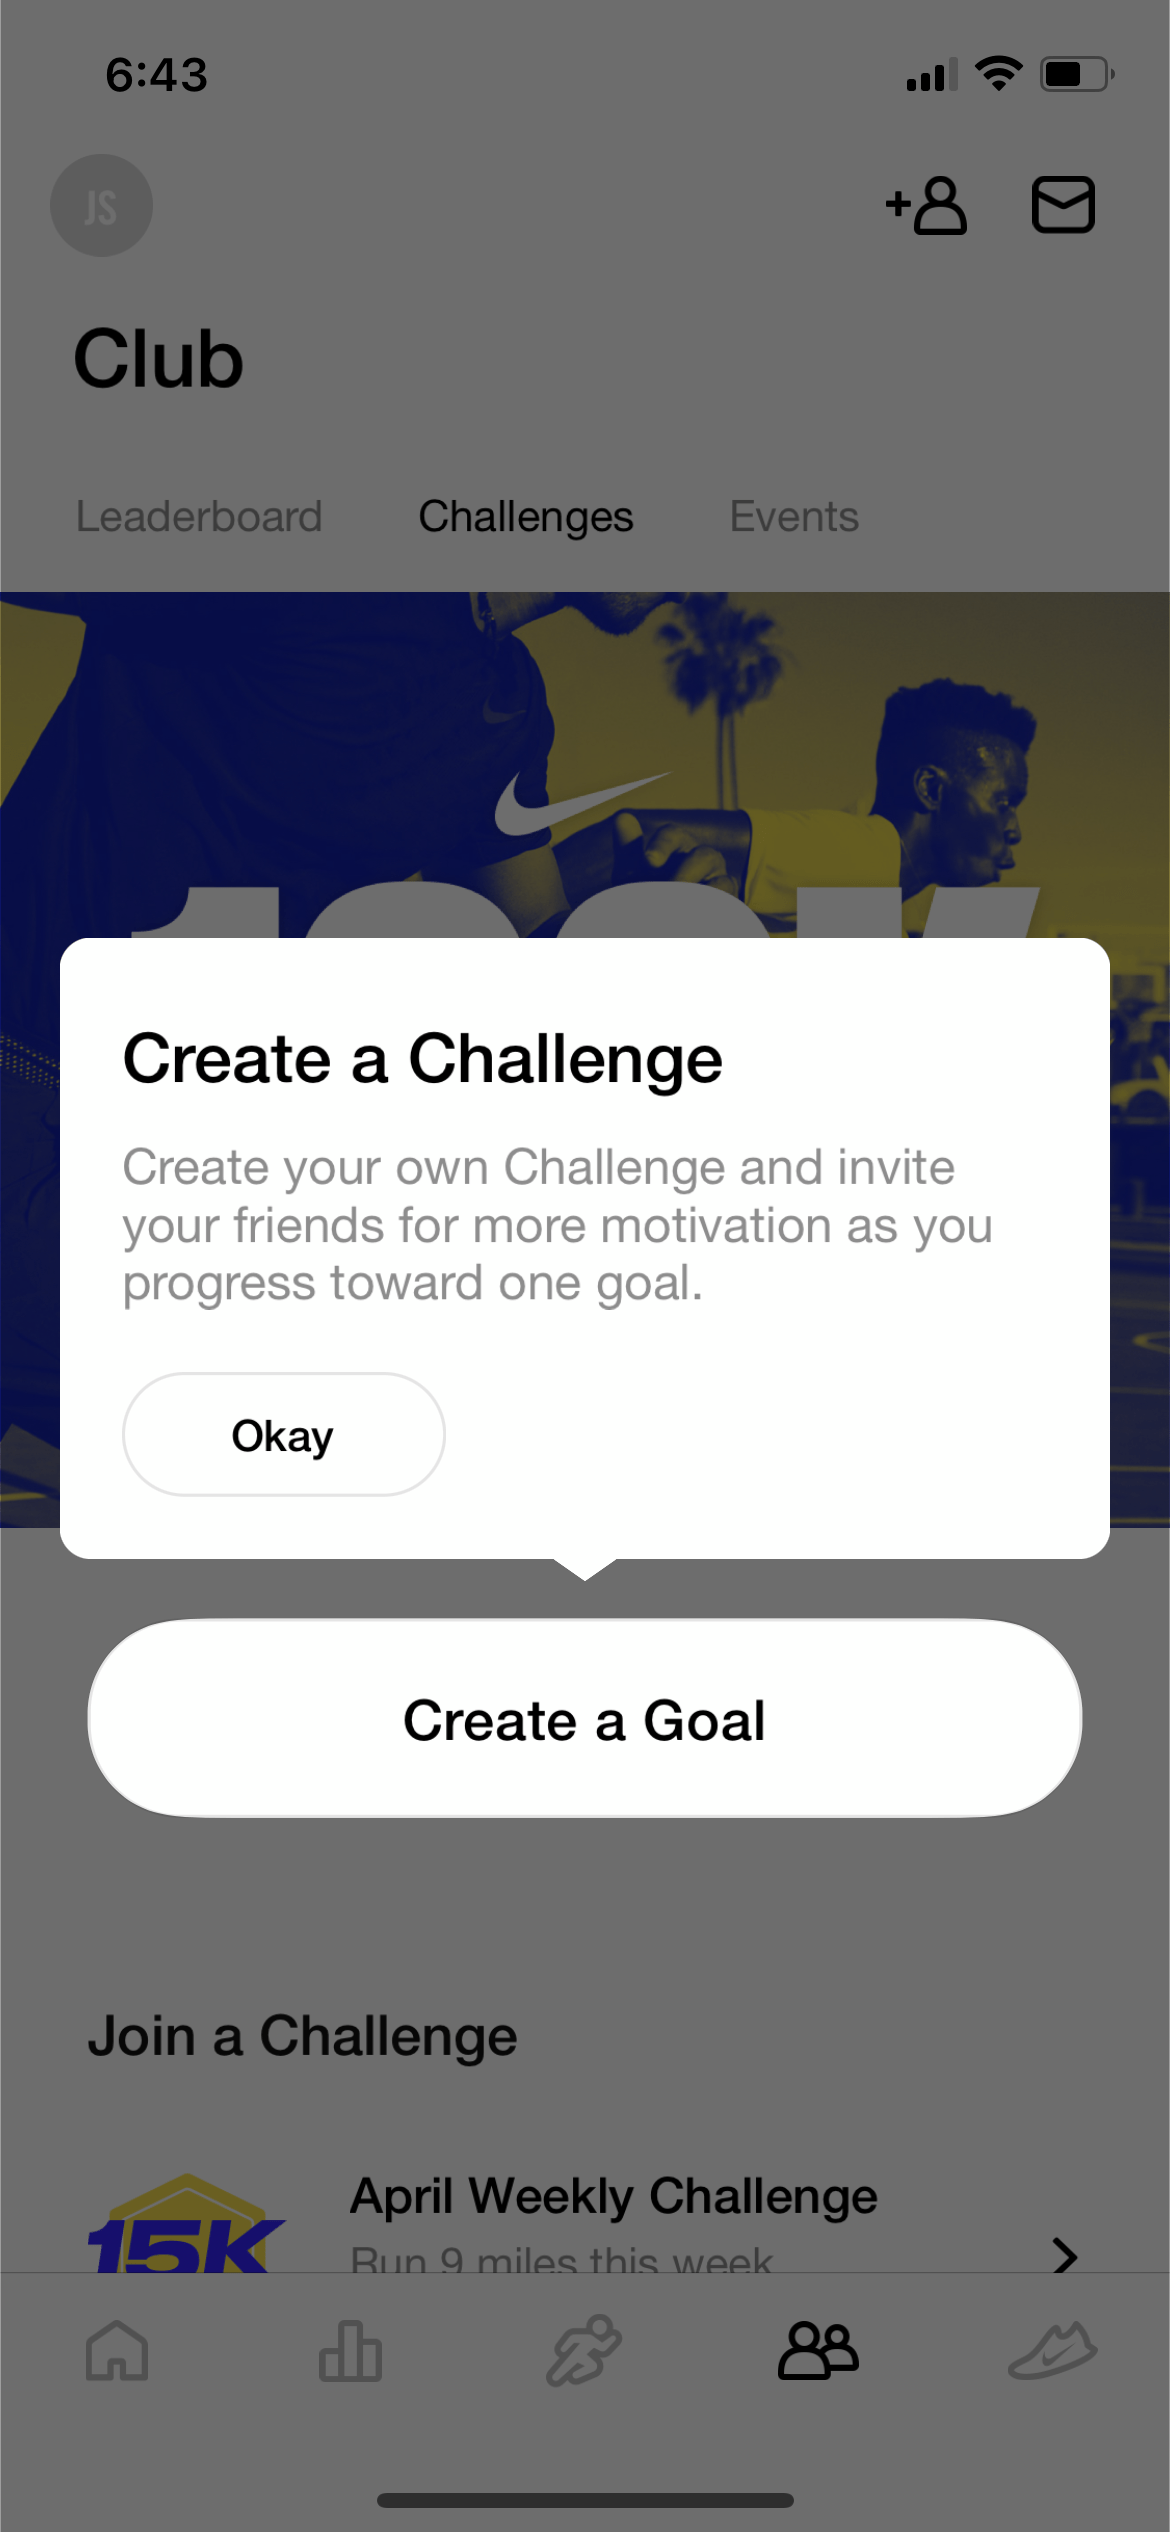 6:43
JS
Club
Leaderboard Challenges Events
Create a Challenge
Create your own Challenge and invite
your friends for more motivation as you
progress toward one goal.
Okay
Create a Goal
Join a Challenge
15K
April Weekly Challenge
Run 9 miles this week